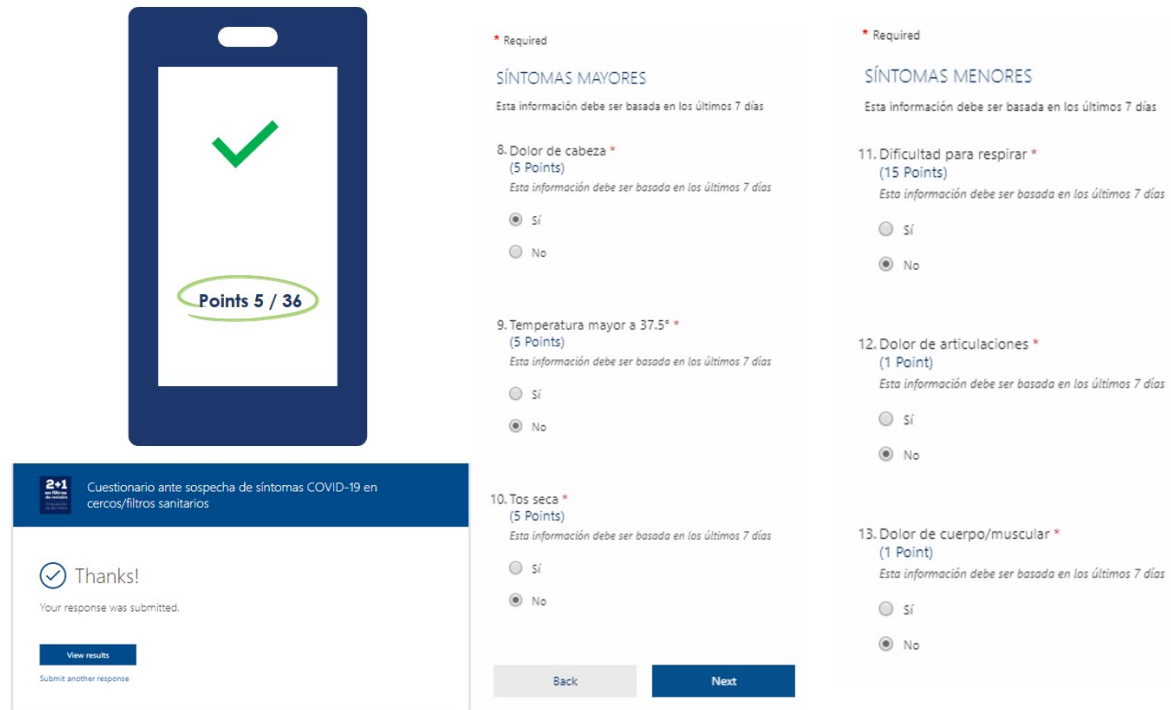 Points 5 / 36
2+1
en filtros
de revisión
Cuestionario ante sospecha de síntomas COVID-19 en
cercos/filtros sanitarios
Thanks!
Your response was submitted.
View results
Submit another response
* Required
SÍNTOMAS MAYORES
Esta información debe ser basada en los últimos 7 días
8. Dolor de cabeza *
(5 Points)
Esta información debe ser basada en los últimos 7 días
Sí
No
9. Temperatura mayor a 37.5° *
(5 Points)
Esta información debe ser basada en los últimos 7 días
Sí
No
10. Tos seca *
(5 Points)
Esta información debe ser basada en los últimos 7 días
Sí
No
Back
Next
* Required
SÍNTOMAS MENORES
Esta información debe ser basada en los últimos 7 días
11. Dificultad para respirar *
(15 Points)
Esta información debe ser basada en los últimos 7 días
Sí
No
12. Dolor de articulaciones *
(1 Point)
Esta información debe ser basada en los últimos 7 días
Sí
No
13. Dolor de cuerpo/muscular *
(1 Point)
Esta información debe ser basada en los últimos 7 días
Sí
No